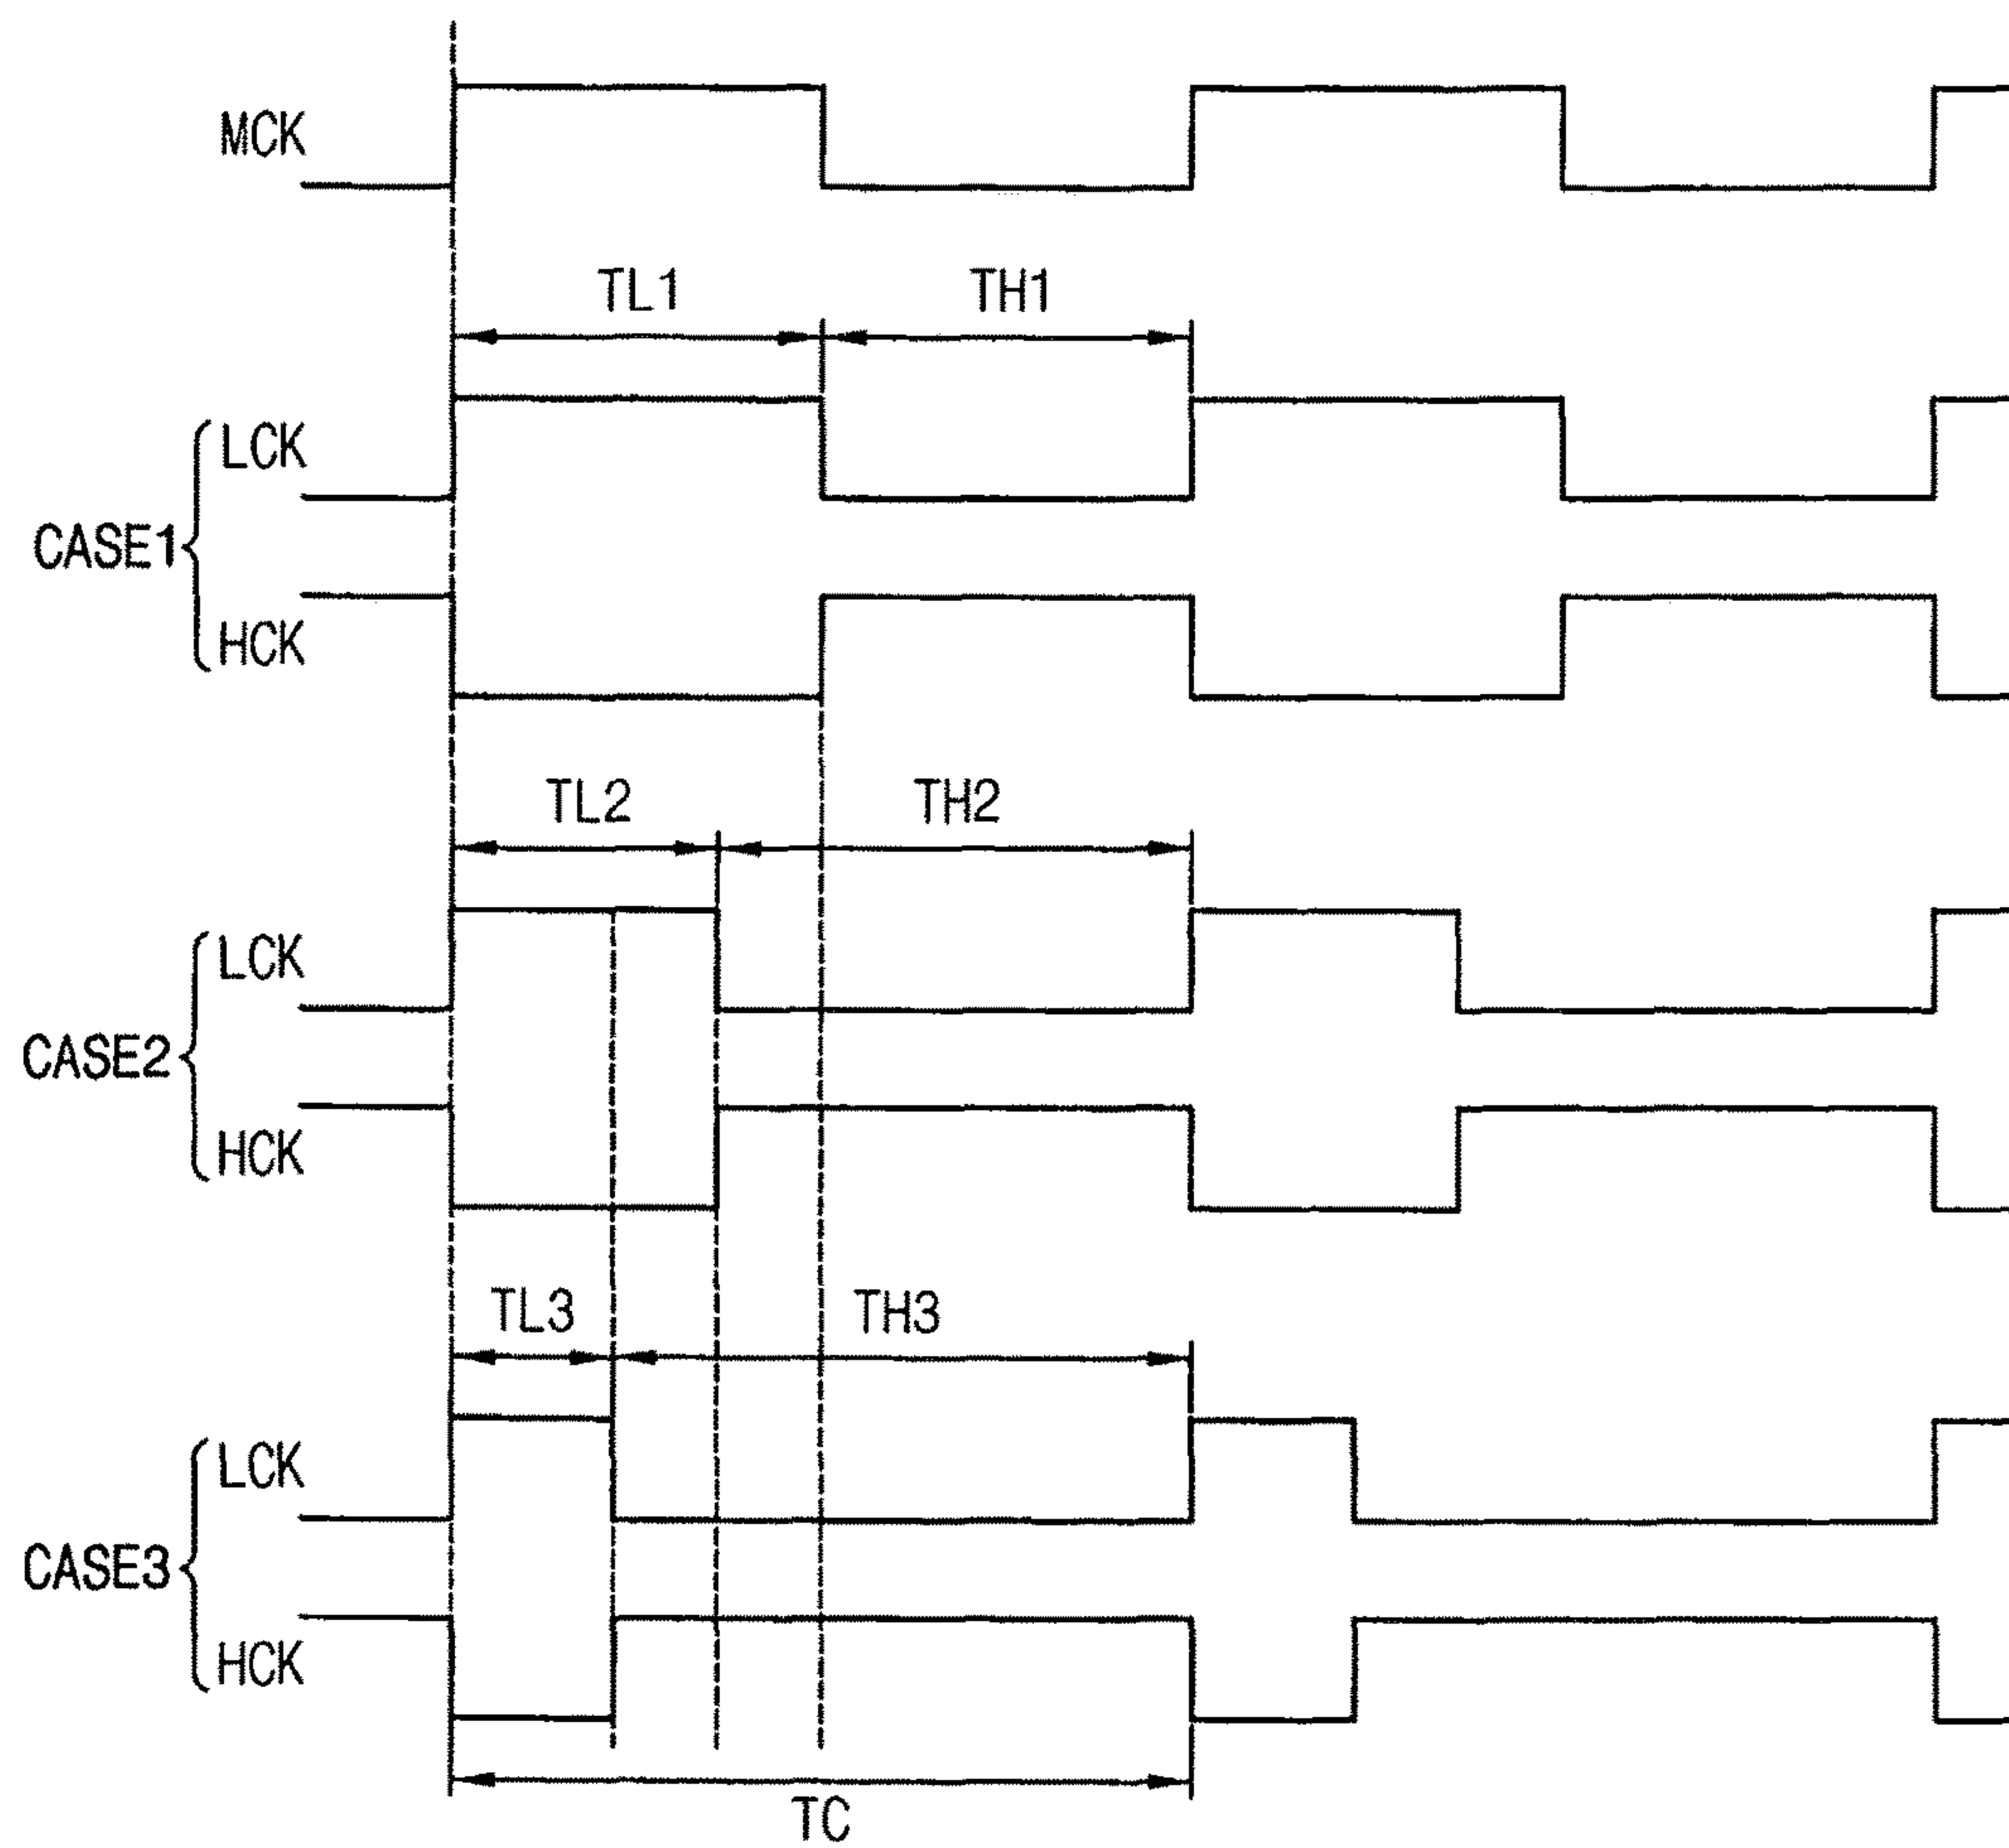 MCK
TL1 TH1
LCK
CASE1
HCK
TL2 TH2
LCK
CASE2
HCK
TL3 TH3
LCK
CASE3
HCK
TC